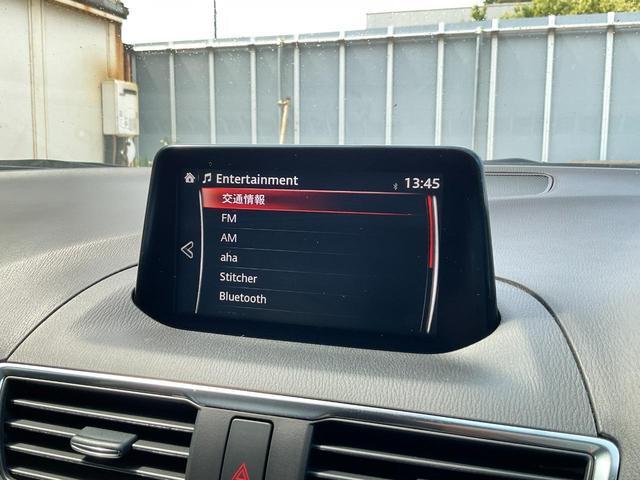 Entertainment
13:45
交通情報
FM
AM
aha
Stitcher
Bluetooth